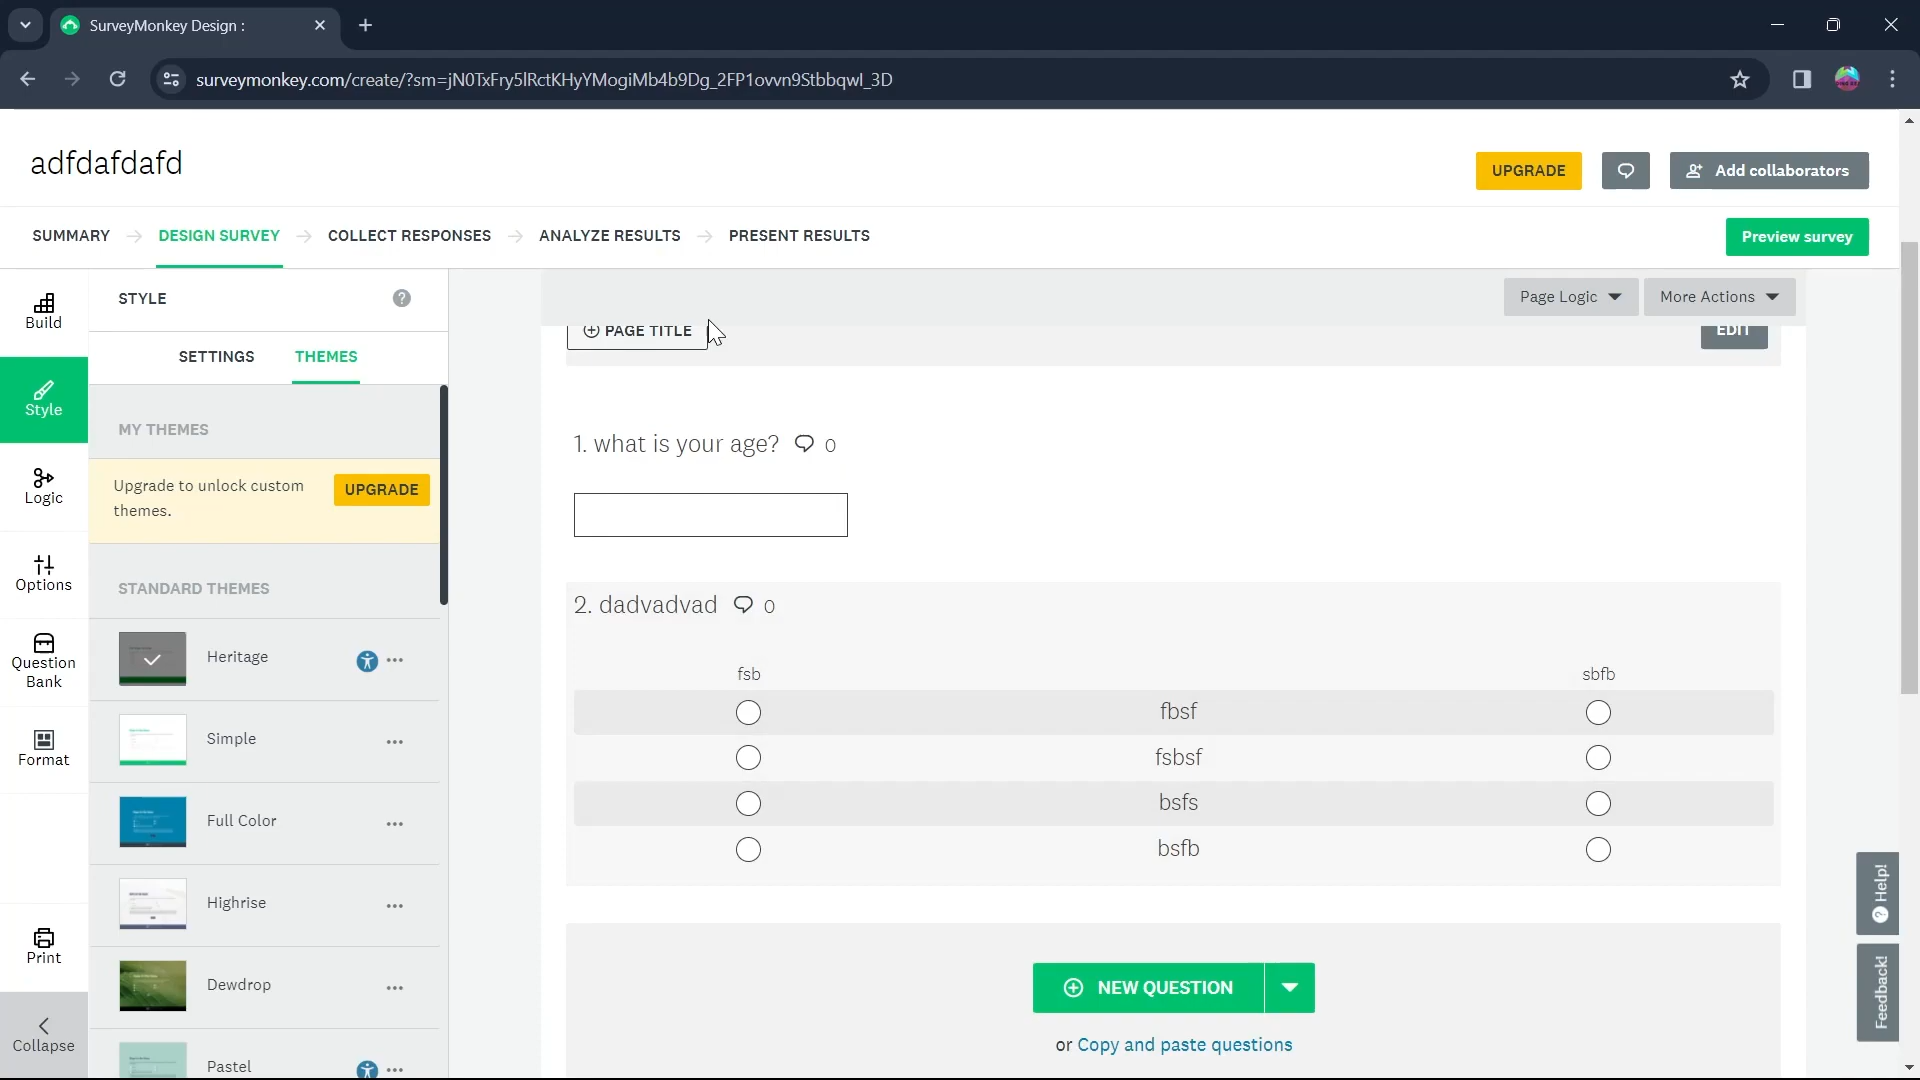 SurveyMonkey Design :
surveymonkey.com/create/?sm=jN0TxFry5lRctKHyYMogiMb4b9Dg_2FP1ovvn9Stbbqwl_3D
adfdafdafd
UPGRADE
Add collaborators
SUMMARY
DESIGN SURVEY
COLLECT RESPONSES
ANALYZE RESULTS
PRESENT RESULTS
Preview survey
Build
Style
Logic
Options
Question
Bank
Format
Print
Collapse
STYLE
?
SETTINGS
THEMES
MY THEMES
Upgrade to unlock custom
themes.
UPGRADE
STANDARD THEMES
Heritage
Simple
Full Color
Highrise
Dewdrop
Pastel
Page Logic
More Actions
PAGE TITLE
EDIT
1. what is your age? 0
2. dadvadvad 0
fsb sbfb
fbsf
fsbsf
bsfs
bsfb
NEW QUESTION
or Copy and paste questions
? Help!
Feedback!